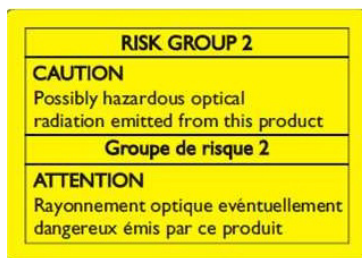 RISK GROUP 2
CAUTION
Possibly hazardous optical
radiation emitted from this product
Groupe de risque 2
ATTENTION
Rayonnement optique evéntuellement
dangereux émis par ce produit